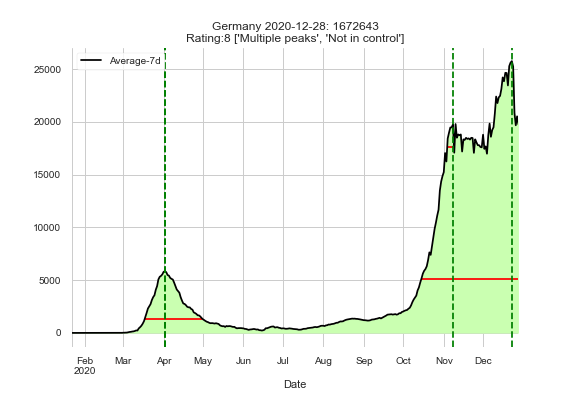 Germany 2020-12-28: 1672643
Rating:8 ['Multiple peaks', 'Not in control']
Average-7d
25000
20000
15000
10000
5000
0
Feb Mar Apr May Jun Jul Aug Sep Oct Nov Dec
2020
Date